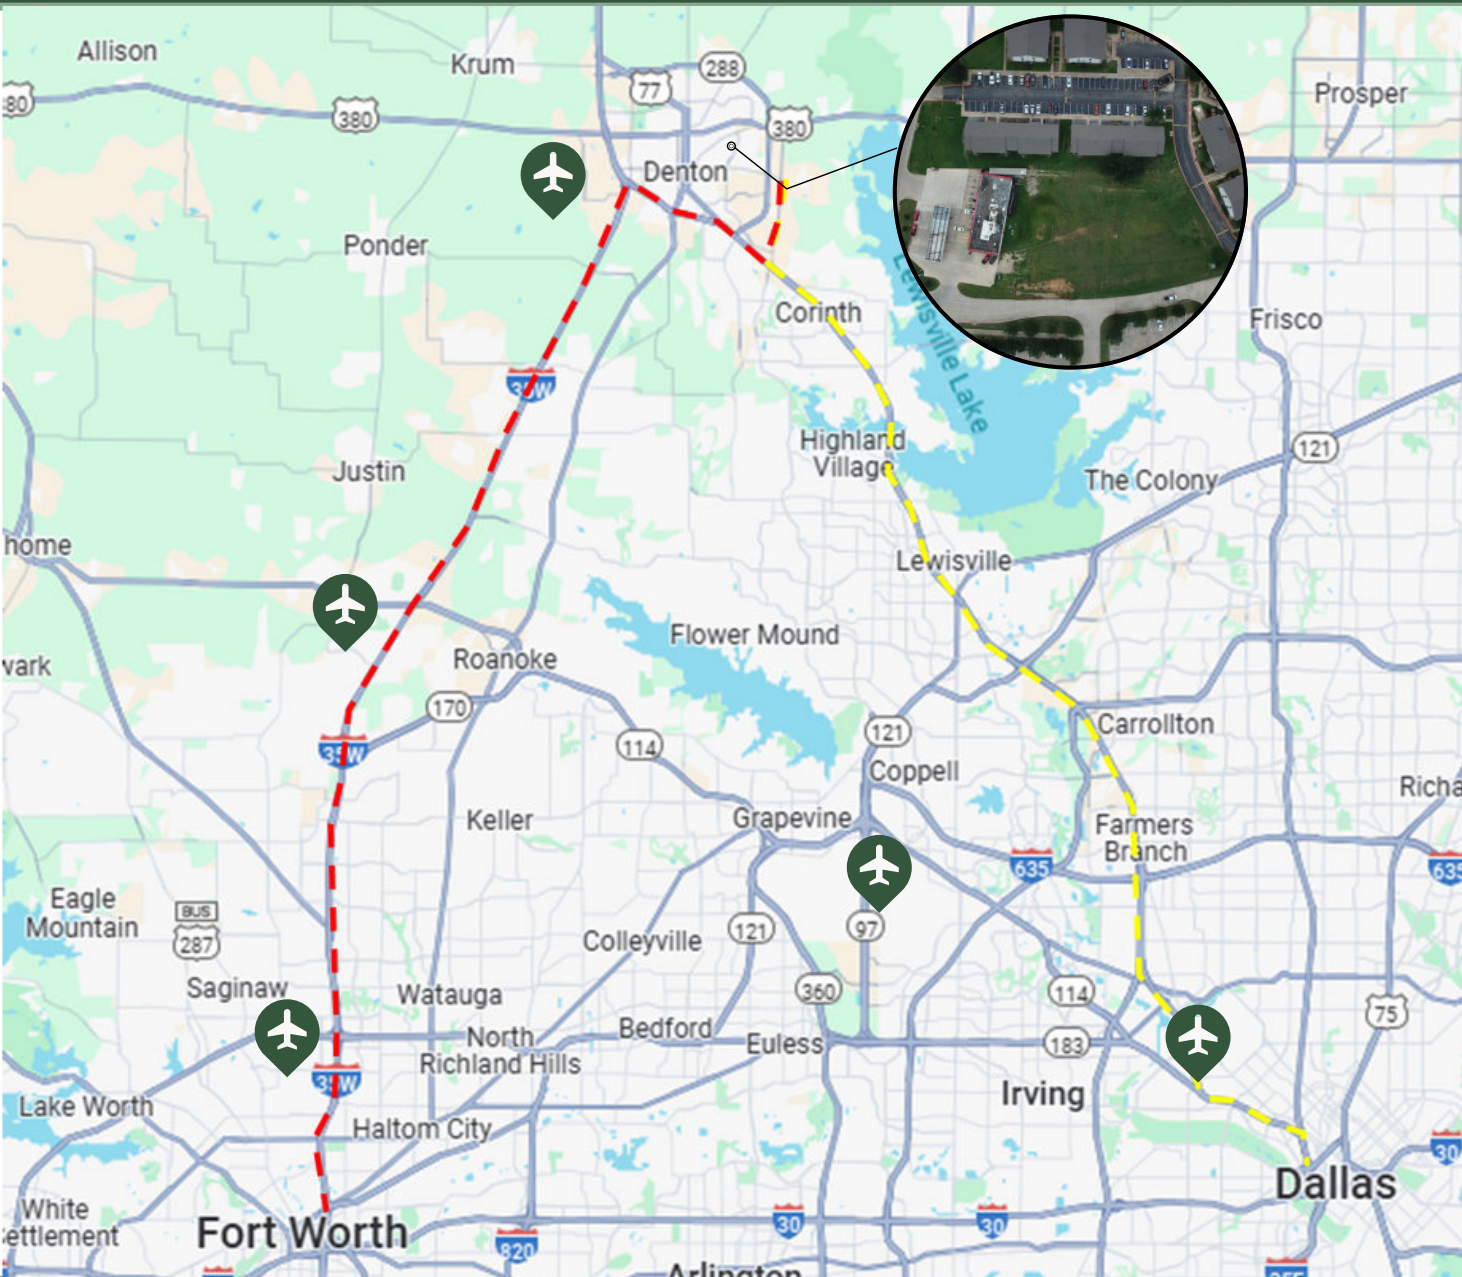 Allison
Krum
288
77
380
380
380
Prosper
Denton
Ponder
Corinth
Lewisville Lake
Frisco
35W
Highland
Village
121
Justin
The Colony
home
Lewisville
Flower Mound
Roanoke
wark
170
114
121
Carrollton
35W
Coppell
Richa
Keller
Grapevine
Farmers
Branch
635
635
Eagle
Mountain
BUS
287
121
97
Colleyville
Saginaw
Watauga
360
114
75
North
Richland Hills
Bedford
Euless
183
35W
Irving
Lake Worth
Haltom City
30
Dallas
White
ettlement
Fort Worth
30
30
820
Arlington